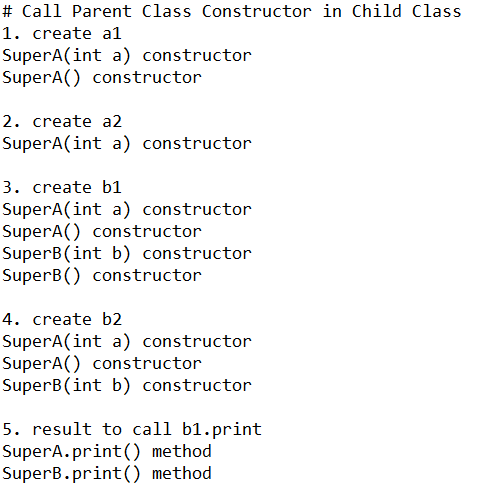 # Call Parent Class Constructor in Child Class
1. create a1
SuperA(int a) constructor
SuperA() constructor
2. create a2
SuperA(int a) constructor
3. create b1
SuperA(int a) constructor
SuperA() constructor
SuperB(int b) constructor
SuperB() constructor
4. create b2
SuperA(int a) constructor
SuperA() constructor
SuperB(int b) constructor
5. result to call b1.print
SuperA.print() method
SuperB.print() method